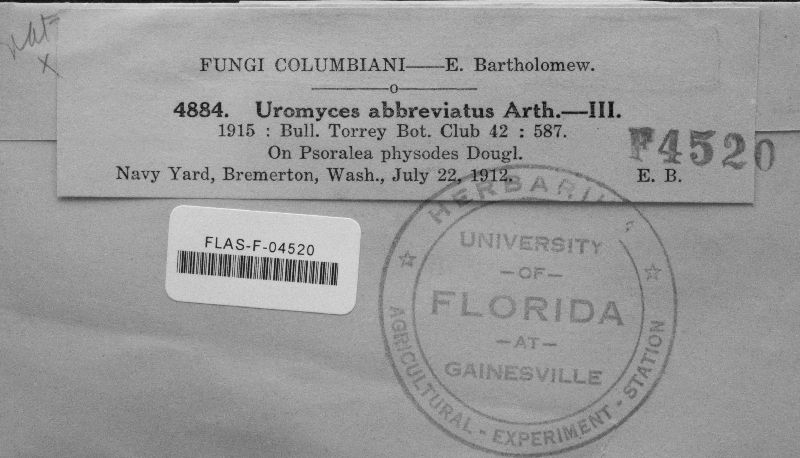 FUNGI COLUMBIANI——E. Bartholomew.
4884. Uromyces abbreviatus Arth.—III.
1915 : Bull. Torrey Bot. Club 42 : 587.
On Psoralea physodes Dougl.
Navy Yard, Bremerton, Wash., July 22, 1912. E. B.
F4520
FLAS-F-04520
UNIVERSITY
—OF—
FLORIDA
—AT—
GAINESVILLE
AGRICULTURAL - EXPERIMENT - STATION